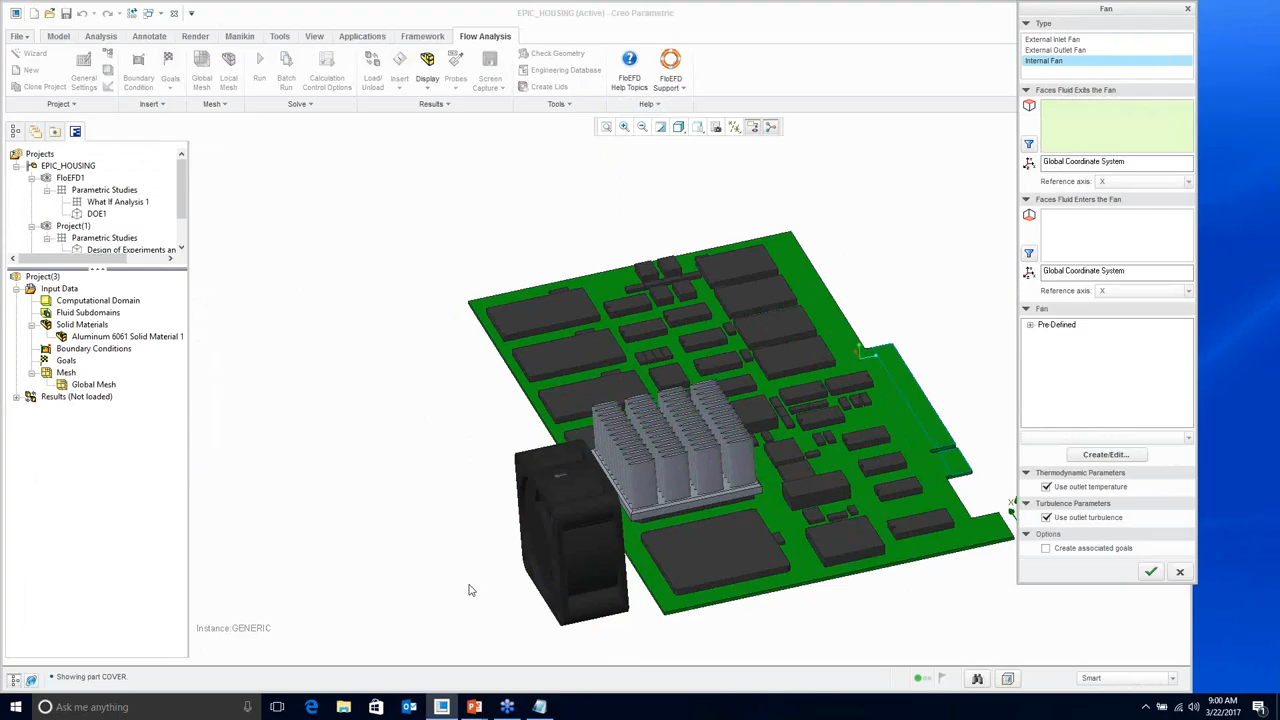 EPIC_HOUSING (Active) - Creo Parametric
File
Model
Analysis
Annotate
Render
Manikin
Tools
View
Applications
Framework
Flow Analysis
Wizard
New
Clone Project
General Settings
Boundary Condition
Goals
Global Mesh
Local Mesh
Run
Batch Run
Calculation Control Options
Load/ Unload
Insert
Display
Probes
Screen Capture
Check Geometry
Engineering Database
Create Lids
FloEFD Help Topics
FloEFD Support
Project
Insert
Mesh
Solve
Results
Tools
Help
Projects
EPIC_HOUSING
FloEFD1
Parametric Studies
What If Analysis 1
DOE1
Project(1)
Parametric Studies
Design of Experiments an
Project(3)
Input Data
Computational Domain
Fluid Subdomains
Solid Materials
Aluminum 6061 Solid Material 1
Boundary Conditions
Goals
Mesh
Global Mesh
Results (Not loaded)
Instance:GENERIC
X
Fan
Type
External Inlet Fan
External Outlet Fan
Internal Fan
Faces Fluid Exits the Fan
Global Coordinate System
Reference axis: X
Faces Fluid Enters the Fan
Global Coordinate System
Reference axis: X
Fan
Pre-Defined
Create/Edit...
Thermodynamic Parameters
Use outlet temperature
Turbulence Parameters
Use outlet turbulence
Options
Create associated goals
• Showing part COVER.
Smart
Ask me anything
9:00 AM
3/22/2017